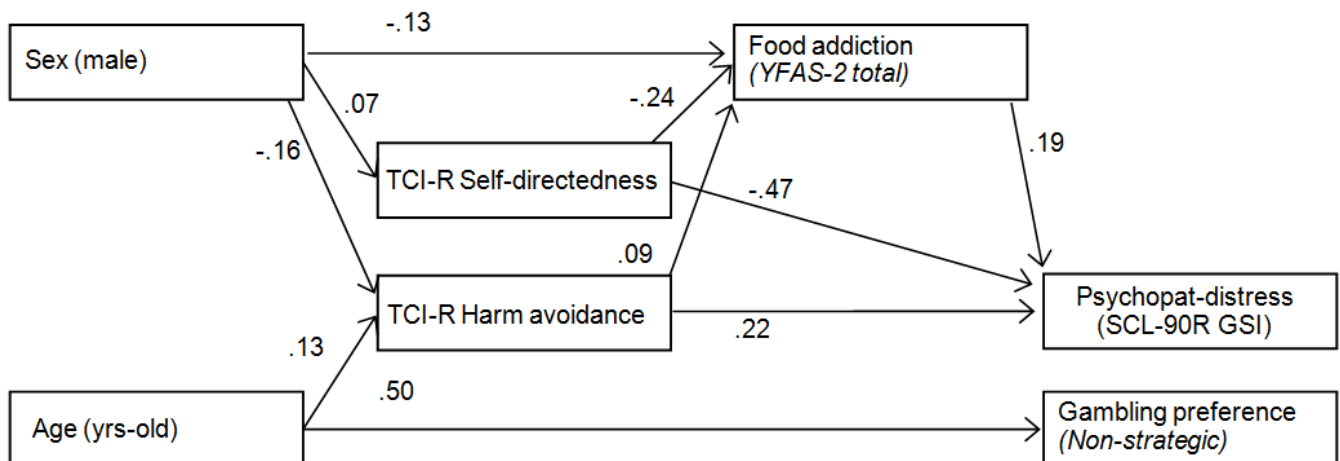 -.13
Sex (male)
Food addiction
(YFAS-2 total)
.07
-.24
-.16
.19
TCI-R Self-directedness
-.47
.09
TCI-R Harm avoidance
Psychopat-distress
(SCL-90R GSI)
.22
.13
.50
Age (yrs-old)
Gambling preference
(Non-strategic)